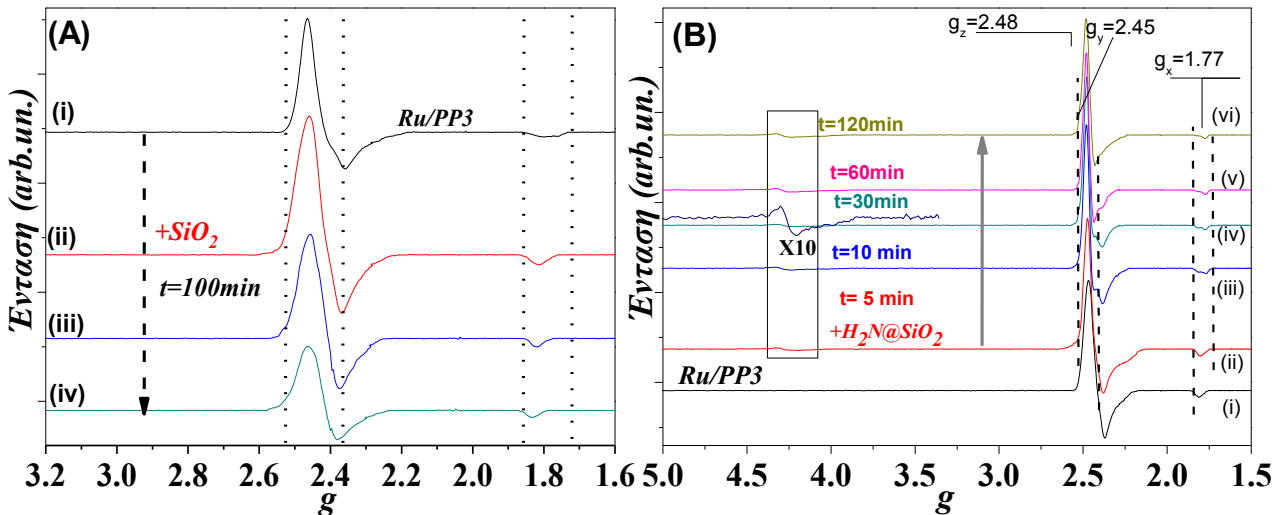 (A)
Ένταση (arb.un.)
(i)
Ru/PP3
(ii)
+SiO2
t=100min
(iii)
(iv)
3.2 3.0 2.8 2.6 2.4 2.2 2.0 1.8 1.6
g
(B)
gz=2.48
gy=2.45
gx=1.77
Ένταση (arb.un.)
(vi)
t=120min
t=60min
(v)
t=30min
(iv)
X10
t=10 min
(iii)
t= 5 min
+H2N@SiO2
(ii)
Ru/PP3
(i)
5.0 4.5 4.0 3.5 3.0 2.5 2.0 1.5
g